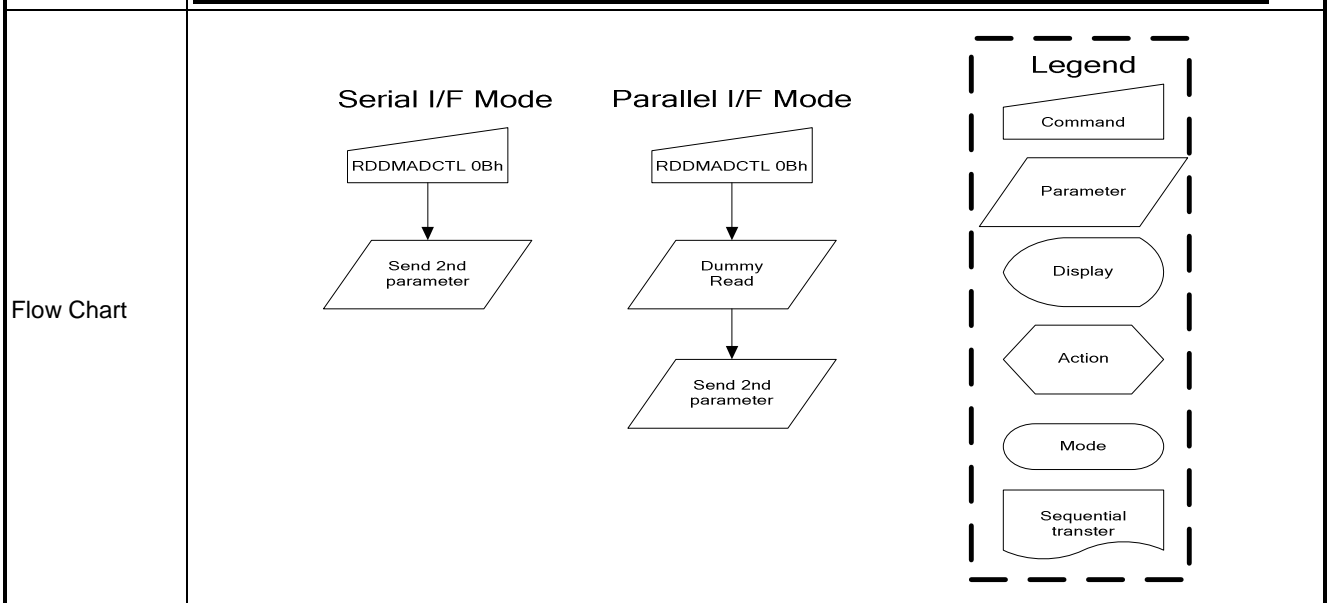 Flow Chart
Serial I/F Mode
RDDMADCTL 0Bh
Send 2nd
parameter
Parallel I/F Mode
RDDMADCTL 0Bh
Dummy
Read
Send 2nd
parameter
Legend
Command
Parameter
Display
Action
Mode
Sequential
transter